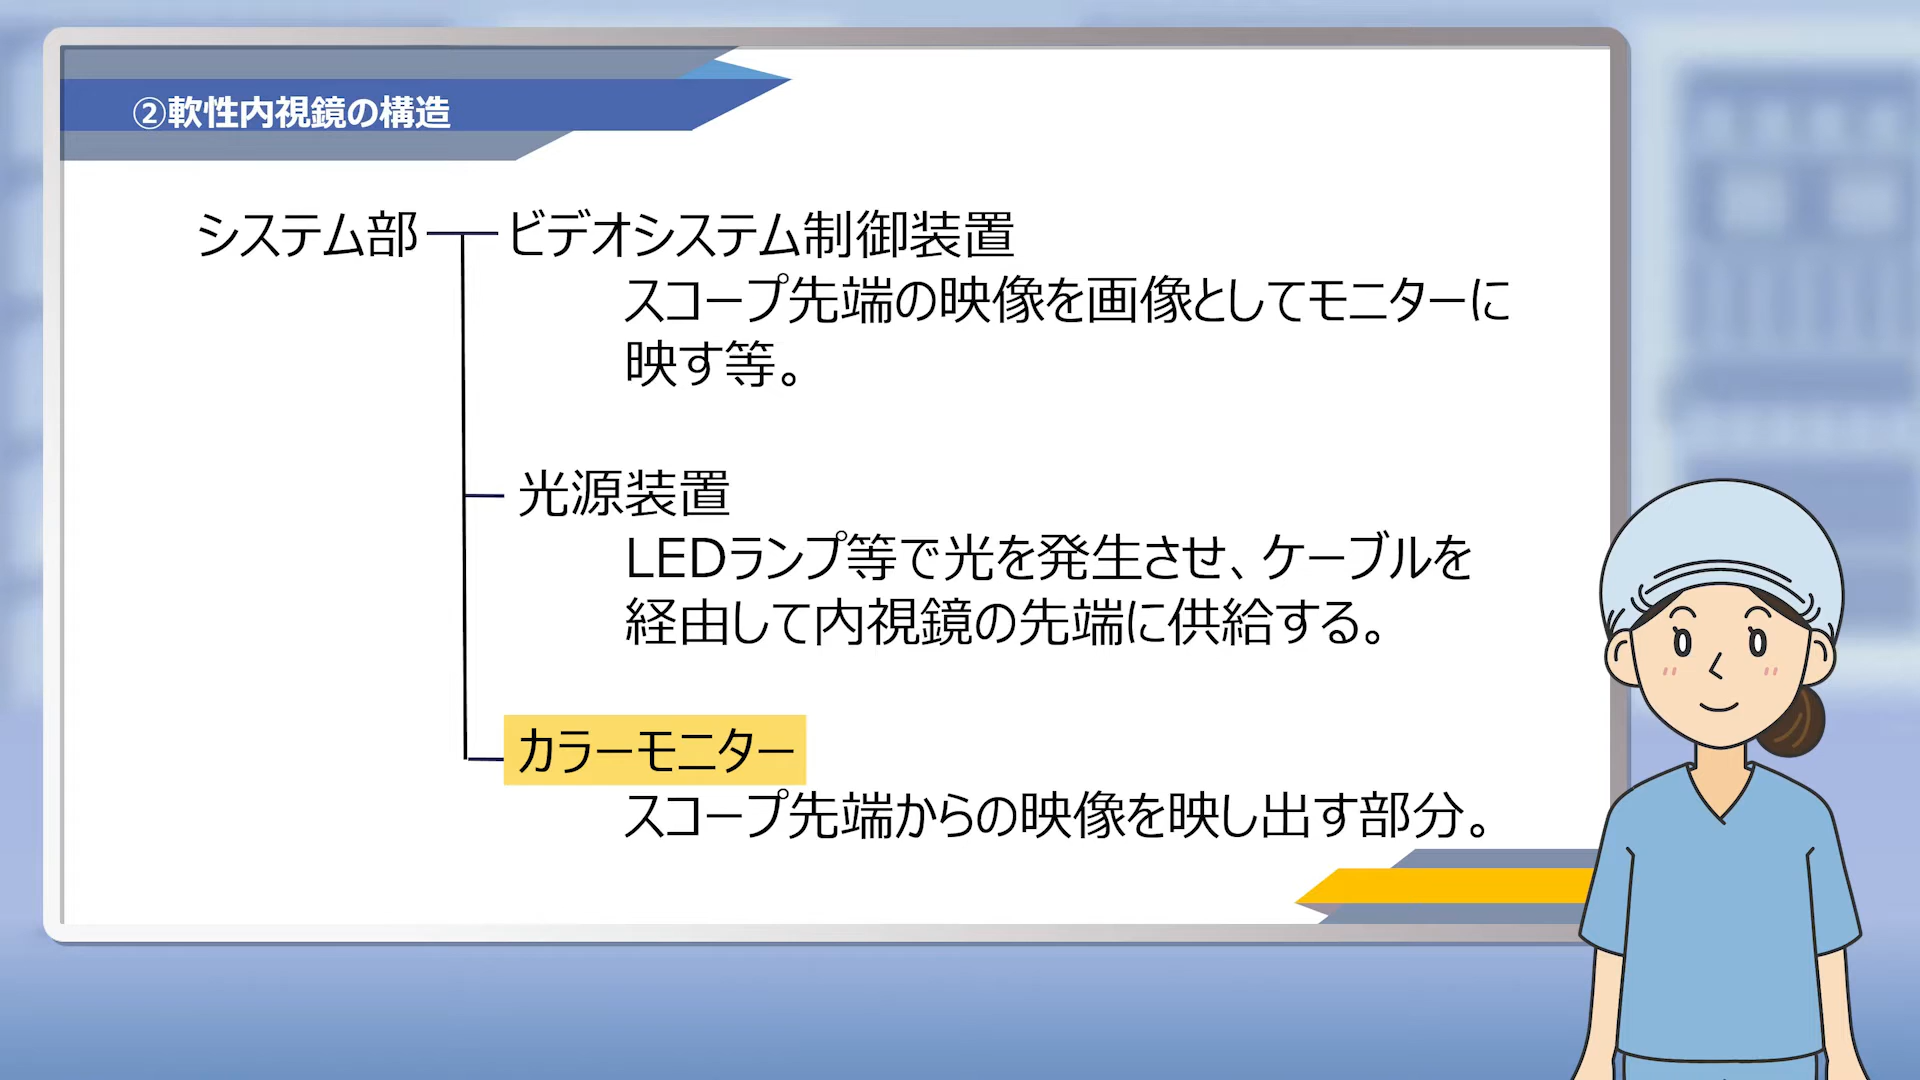 ②軟性内視鏡の構造
システム部
ビデオシステム制御装置
スコープ先端の映像を画像としてモニターに
映す等。
光源装置
LEDランプ等で光を発生させ、ケーブルを
経由して内視鏡の先端に供給する。
カラーモニター
スコープ先端からの映像を映し出す部分。